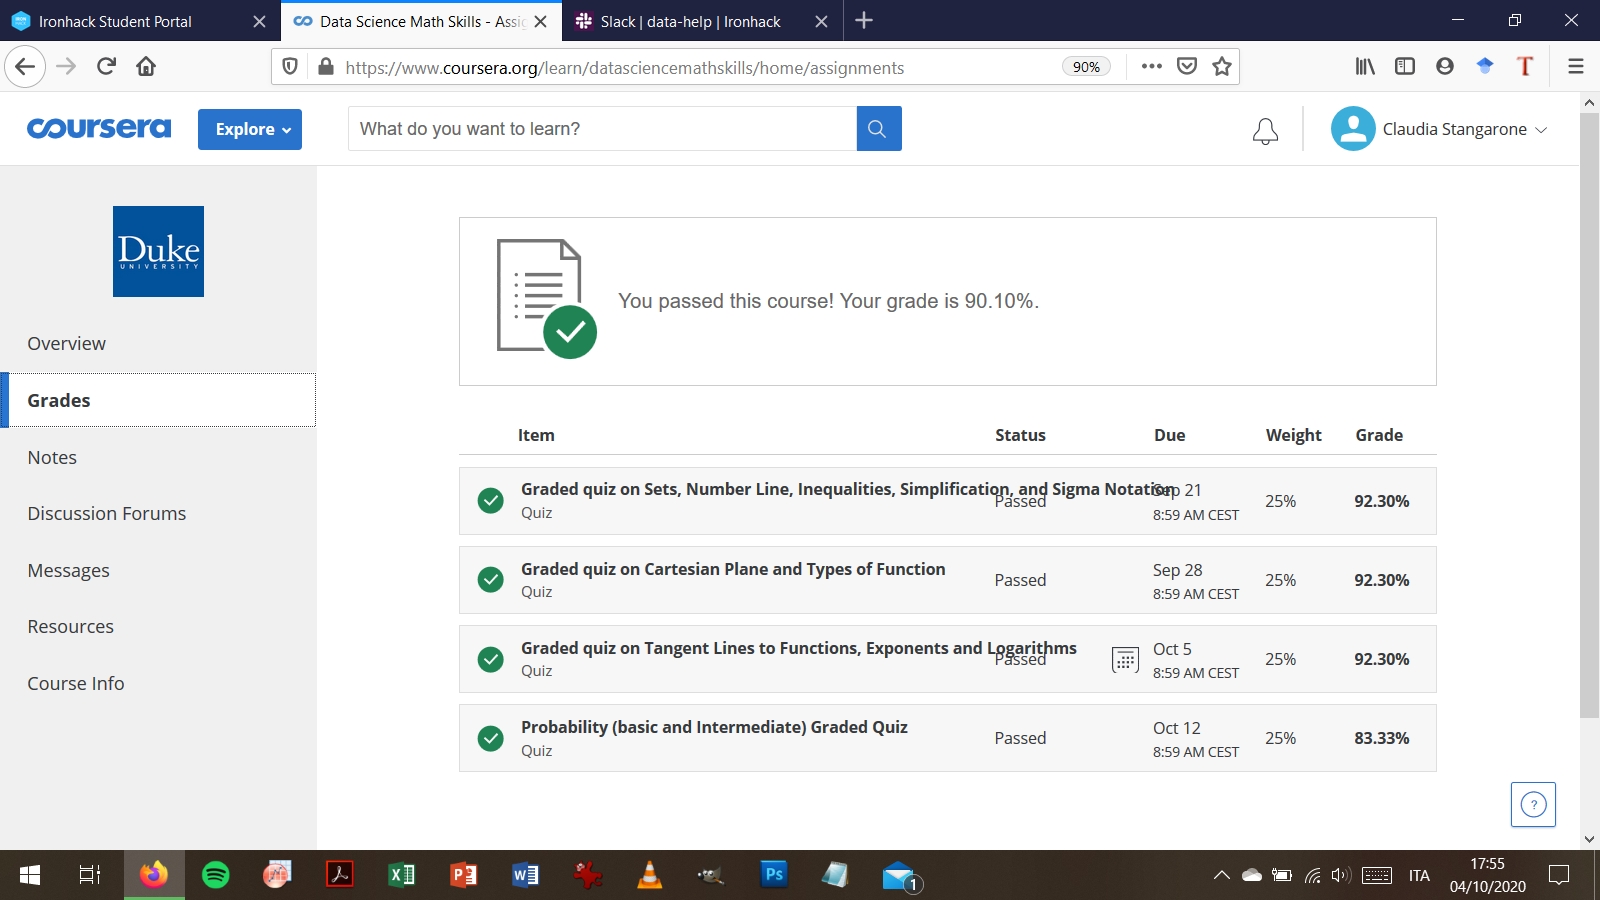 Ironhack Student Portal
Data Science Math Skills - Assig
Slack | data-help | Ironhack
https://www.coursera.org/learn/datasciencemathskills/home/assignments
90%
T
coursera
Explore
What do you want to learn?
Claudia Stangarone
Duke
UNIVERSITY
Overview
Grades
Notes
Discussion Forums
Messages
Resources
Course Info
You passed this course! Your grade is 90.10%.
Item Status Due Weight Grade
Graded quiz on Sets, Number Line, Inequalities, Simplification, and Sigma Notation
Quiz
Passed
Sep 21
8:59 AM CEST
25%
92.30%
Graded quiz on Cartesian Plane and Types of Function
Quiz
Passed
Sep 28
8:59 AM CEST
25%
92.30%
Graded quiz on Tangent Lines to Functions, Exponents and Logarithms
Quiz
Passed
Oct 5
8:59 AM CEST
25%
92.30%
Probability (basic and Intermediate) Graded Quiz
Quiz
Passed
Oct 12
8:59 AM CEST
25%
83.33%
?
Ps
1
ITA
17:55
04/10/2020